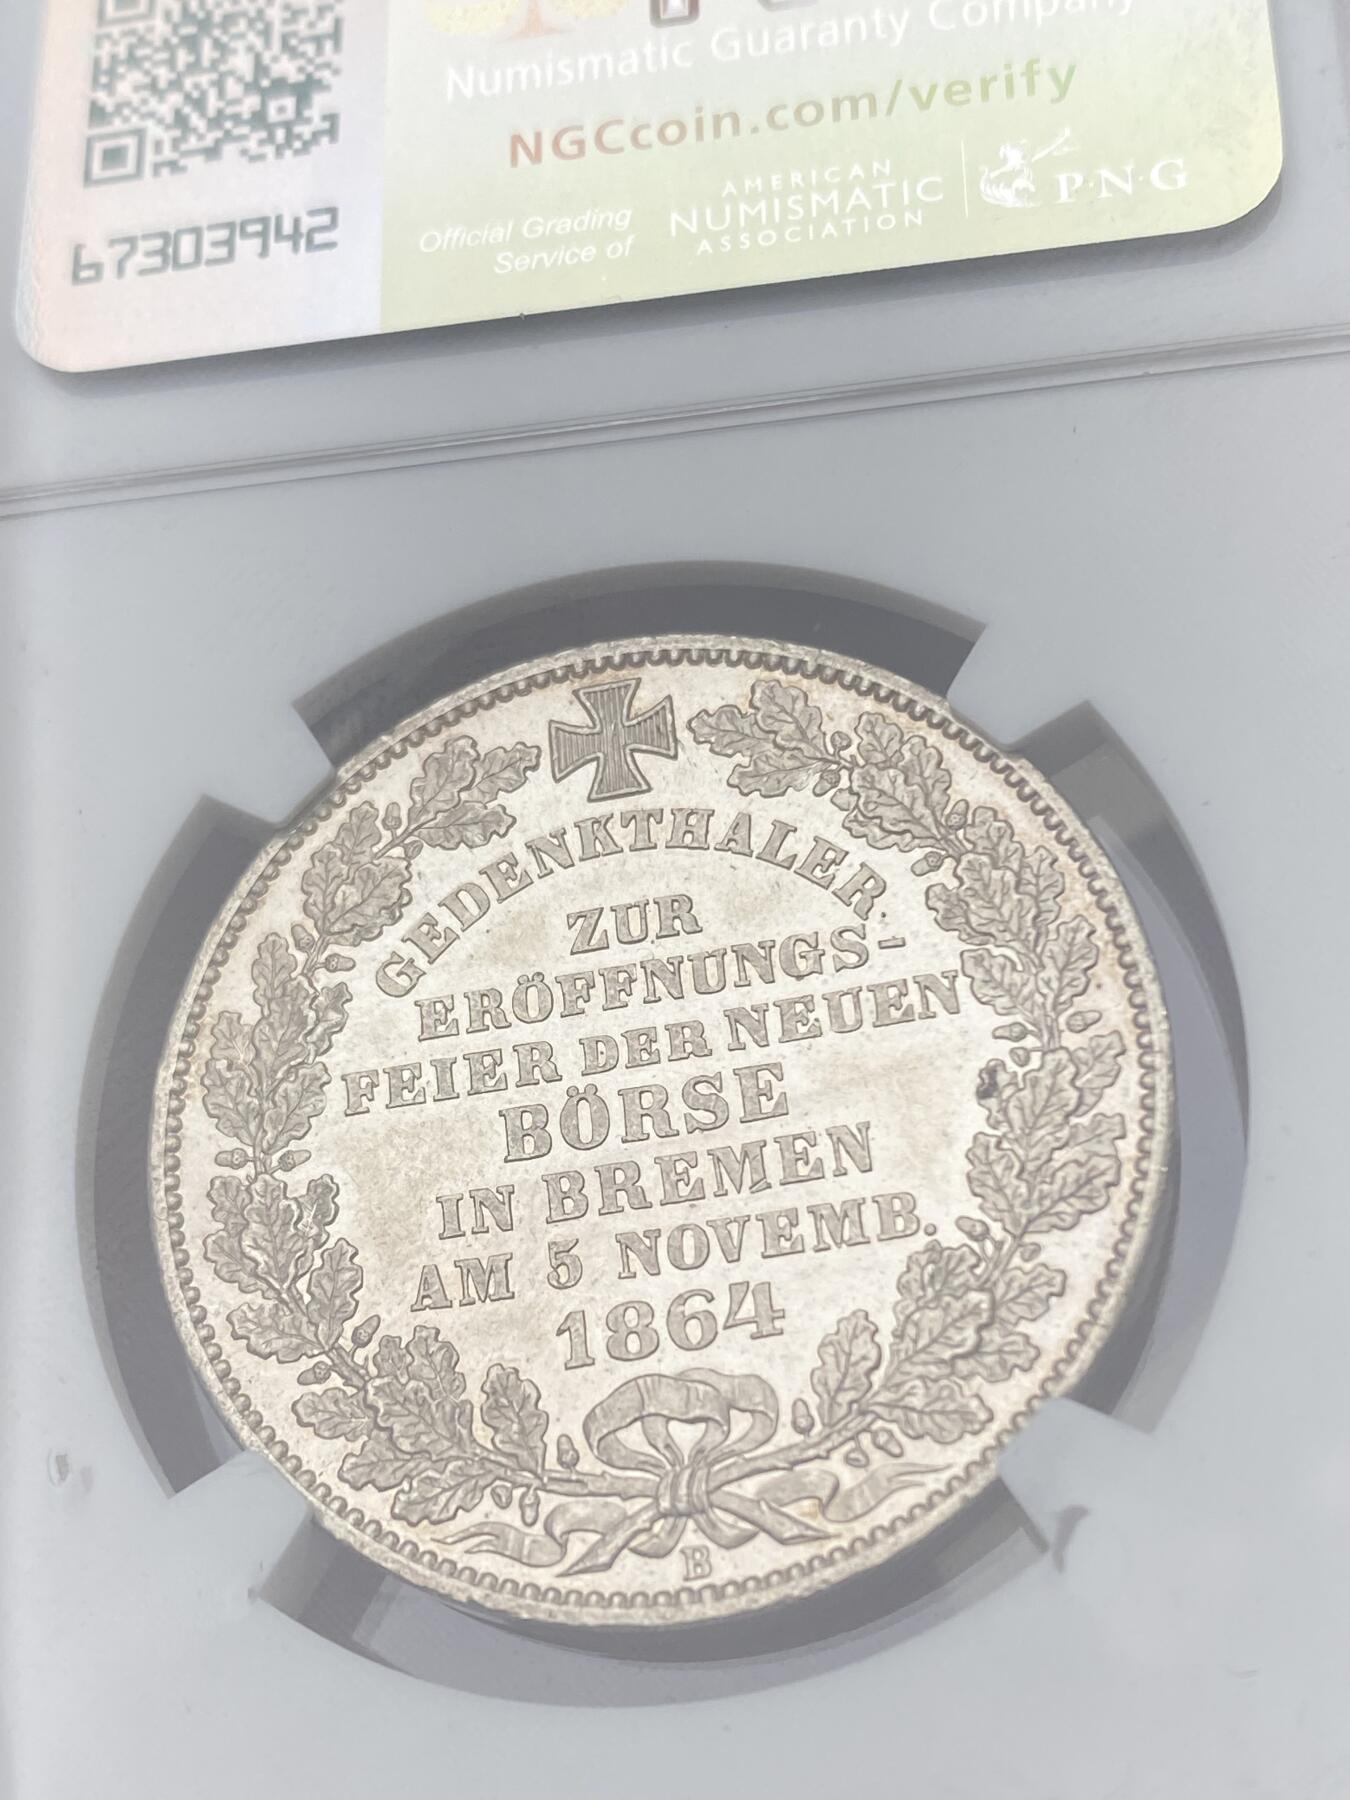 Numismatic Guaranty Company
NGCcoin.com/verify
67303942
Official Grading
Service of
AMERICAN
NUMISMATIC
ASSOCIATION
P·N·G
GEDENKTHALER
ZUR
ERÖFFNUNGS-
FEIER DER NEUEN
BÖRSE
IN BREMEN
AM 5 NOVEMB.
1864
B